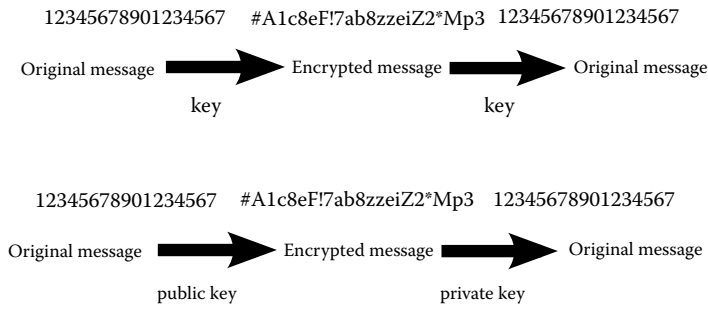 12345678901234567 #A1c8eF!7ab8zzeiZ2*Mp3 12345678901234567
Original message Encrypted message Original message
key key
12345678901234567 #A1c8eF!7ab8zzeiZ2*Mp3 12345678901234567
Original message Encrypted message Original message
public key private key